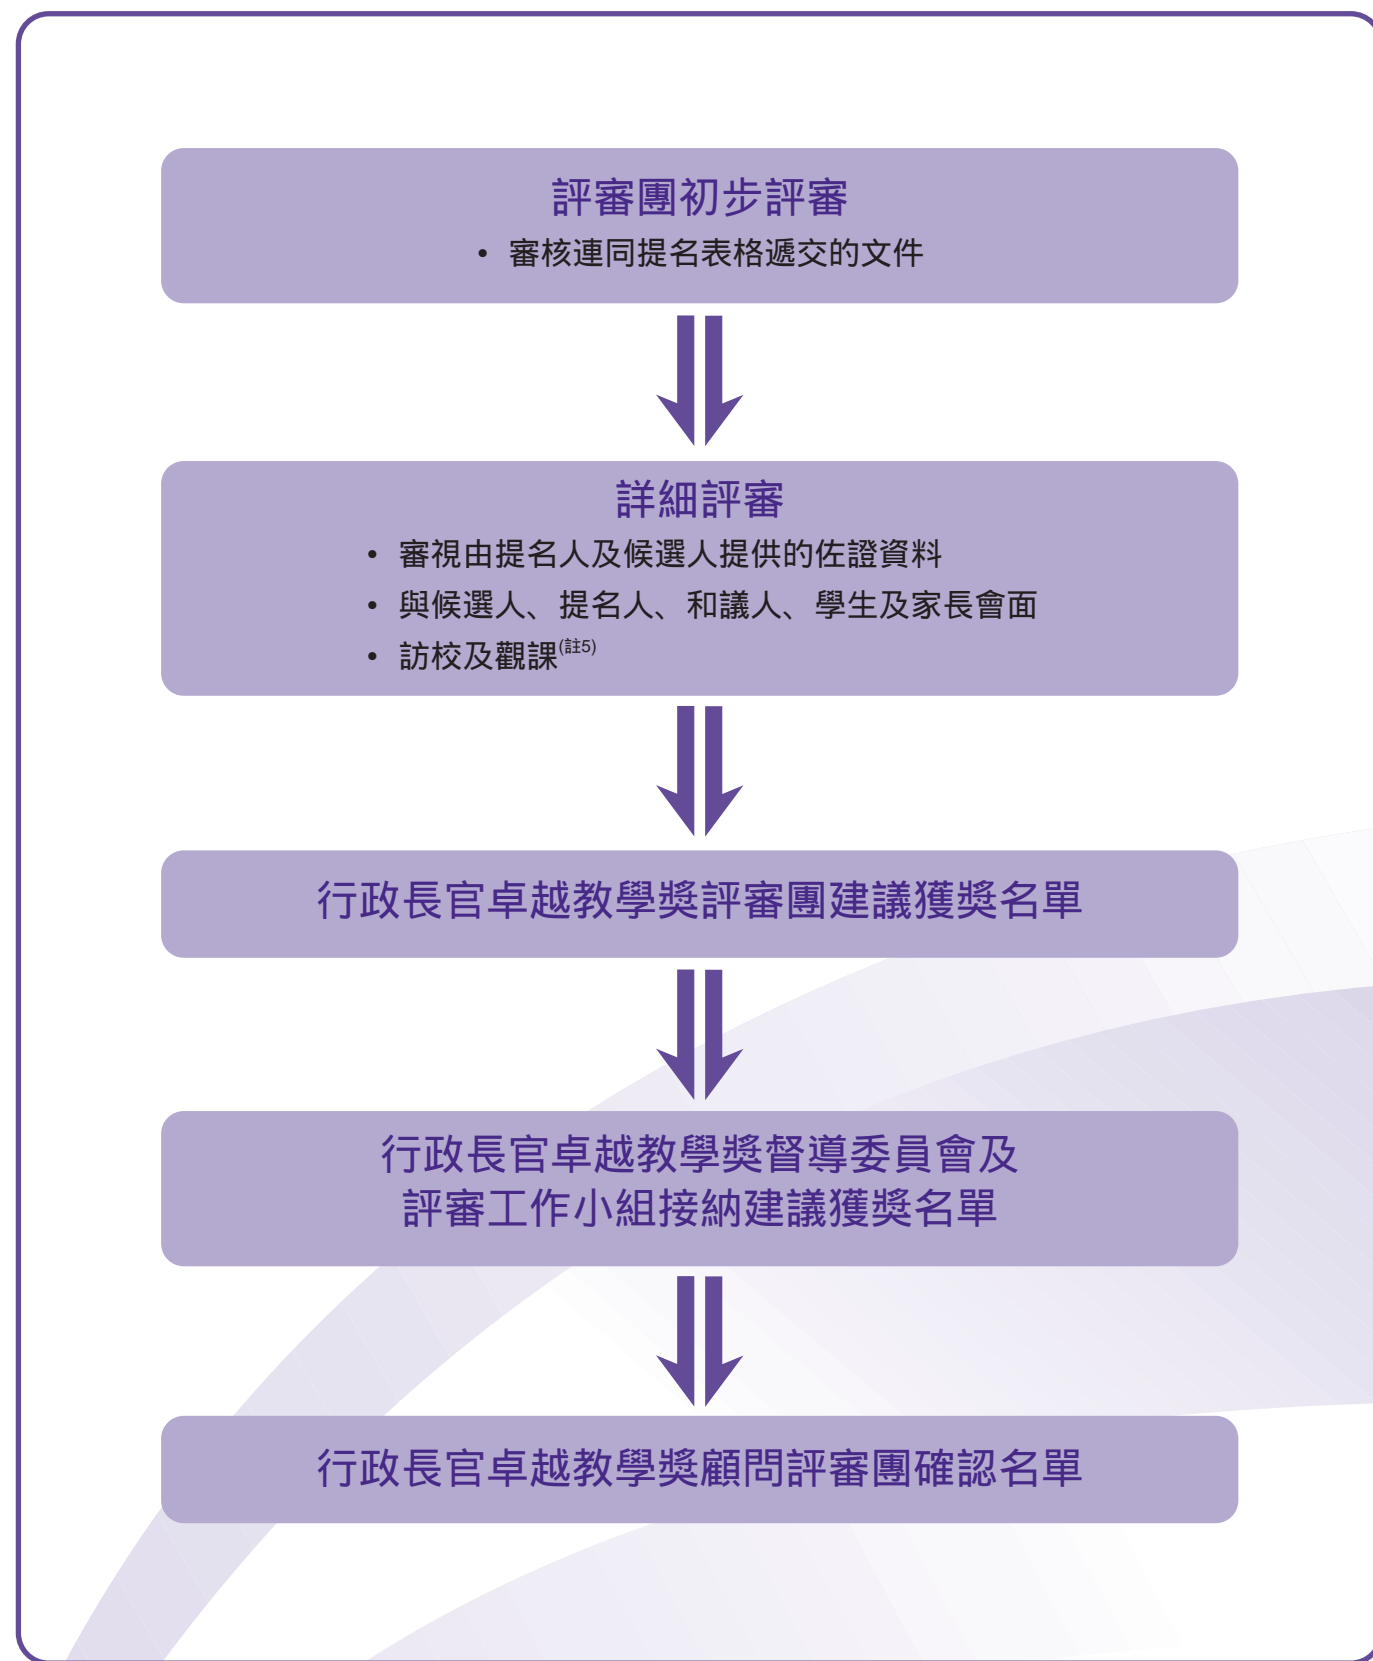 評審團初步評審
• 審核連同提名表格遞交的文件
詳細評審
• 審視由提名人及候選人提供的佐證資料
• 與候選人、提名人、和議人、學生及家長會面
• 訪校及觀課(註5)
行政長官卓越教學獎評審團建議獲獎名單
行政長官卓越教學獎督導委員會及
評審工作小組接納建議獲獎名單
行政長官卓越教學獎顧問評審團確認名單